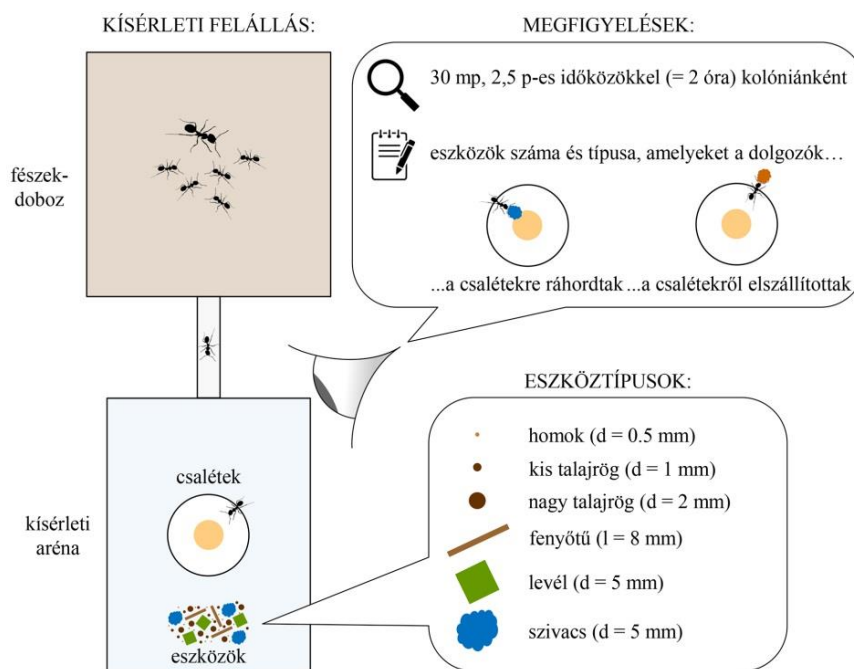 KÍSÉRLETI FELÁLLÁS:
fészek-
doboz
csalétek
kísérleti
aréna
eszközök
MEGFIGYELÉSEK:
30 mp, 2,5 p-es időközökkel (= 2 óra) kolóniánként
eszközök száma és típusa, amelyeket a dolgozók…
...a csalétekre ráhordtak ...a csalétekről elszállítottak
ESZKÖZTÍPUSOK:
homok (d = 0.5 mm)
kis talajrög (d = 1 mm)
nagy talajrög (d = 2 mm)
fenyőtű (l = 8 mm)
levél (d = 5 mm)
szivacs (d = 5 mm)